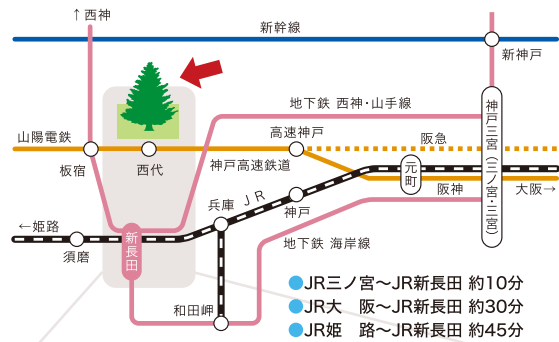 ↑西神
新幹線
新神戸
地下鉄 西神・山手線
山陽電鉄
高速神戸
阪急
神戸三宮（三ノ宮・三宮）
板宿
西代
神戸高速鉄道
元町
阪神
大阪→
←姫路
兵庫
JR
神戸
新長田
須磨
地下鉄 海岸線
和田岬
●JR三ノ宮～JR新長田 約10分
●JR大　阪～JR新長田 約30分
●JR姫　路～JR新長田 約45分